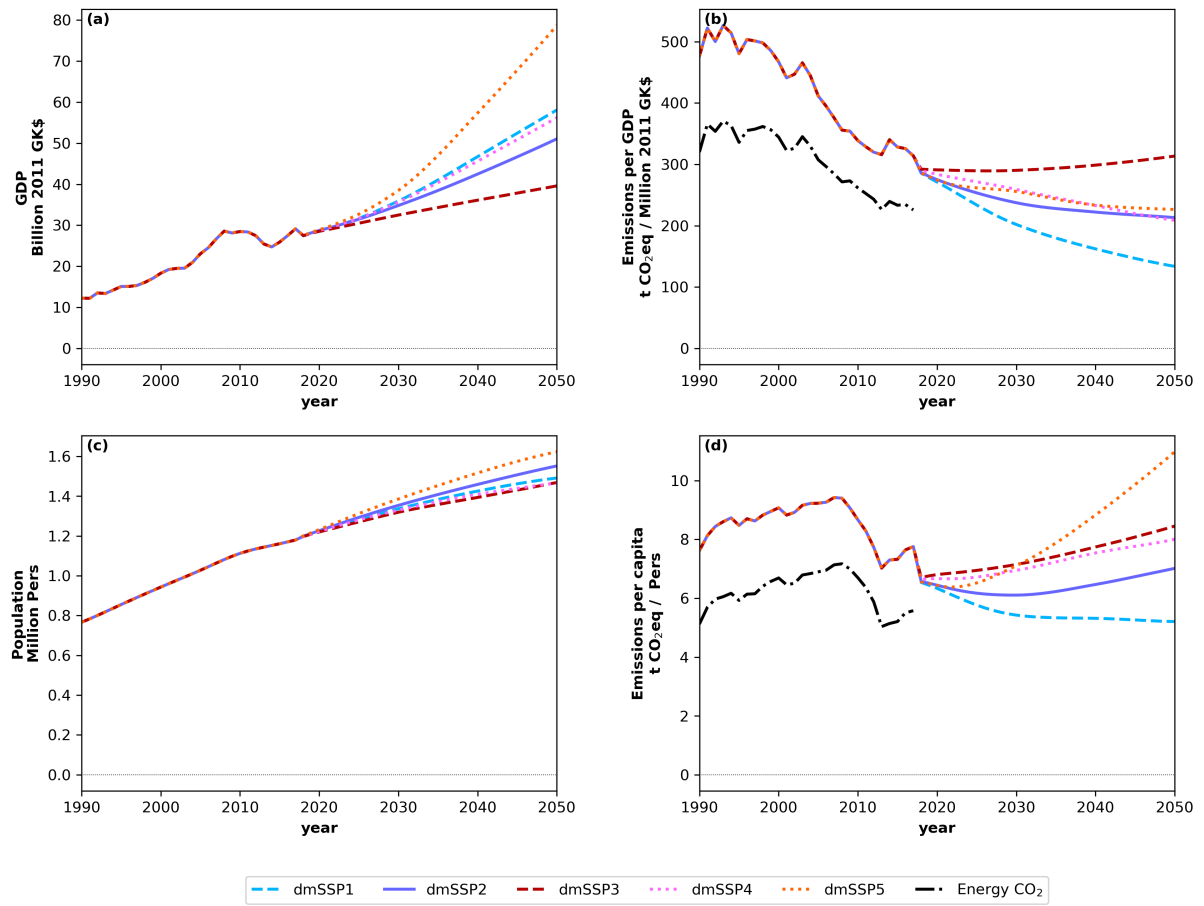 (a)
GDP
Billion 2011 GK$
80
70
60
50
40
30
20
10
0
1990 2000 2010 2020 2030 2040 2050
year
(b)
Emissions per GDP
t CO₂eq / Million 2011 GK$
500
400
300
200
100
0
1990 2000 2010 2020 2030 2040 2050
year
(c)
Population
Million Pers
1.6
1.4
1.2
1.0
0.8
0.6
0.4
0.2
0.0
1990 2000 2010 2020 2030 2040 2050
year
(d)
Emissions per capita
t CO₂eq / Pers
10
8
6
4
2
0
1990 2000 2010 2020 2030 2040 2050
year
dmSSP1 dmSSP2 dmSSP3 dmSSP4 dmSSP5 Energy CO₂